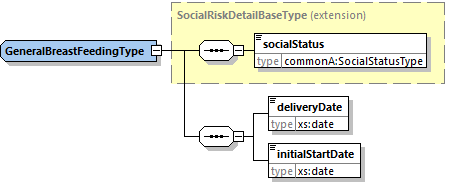 SocialRiskDetailBaseType (extension)
GeneralBreastFeedingType
socialStatus
type commonA:SocialStatusType
deliveryDate
type xs:date
initialStartDate
type xs:date